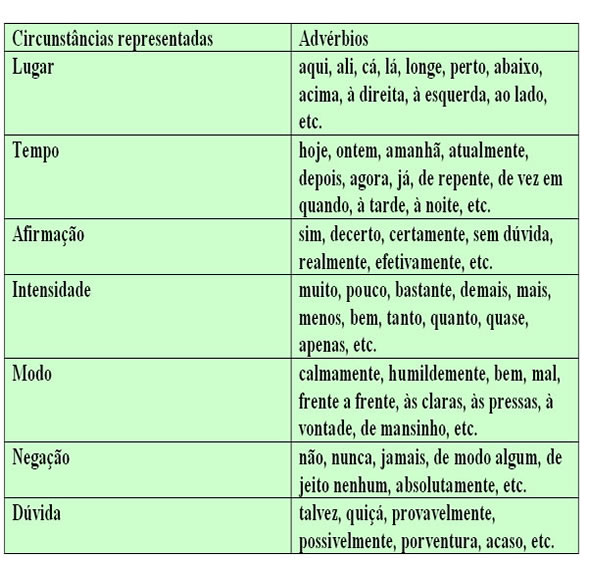 Circunstâncias representadas
Advérbios
Lugar
aqui, ali, cá, lá, longe, perto, abaixo,
acima, à direita, à esquerda, ao lado,
etc.
Tempo
hoje, ontem, amanhã, atualmente,
depois, agora, já, de repente, de vez em
quando, à tarde, à noite, etc.
Afirmação
sim, decerto, certamente, sem dúvida,
realmente, efetivamente, etc.
Intensidade
muito, pouco, bastante, demais, mais,
menos, bem, tanto, quanto, quase,
apenas, etc.
Modo
calmamente, humildemente, bem, mal,
frente a frente, às claras, às pressas, à
vontade, de mansinho, etc.
Negação
não, nunca, jamais, de modo algum, de
jeito nenhum, absolutamente, etc.
Dúvida
talvez, quiçá, provavelmente,
possivelmente, porventura, acaso, etc.